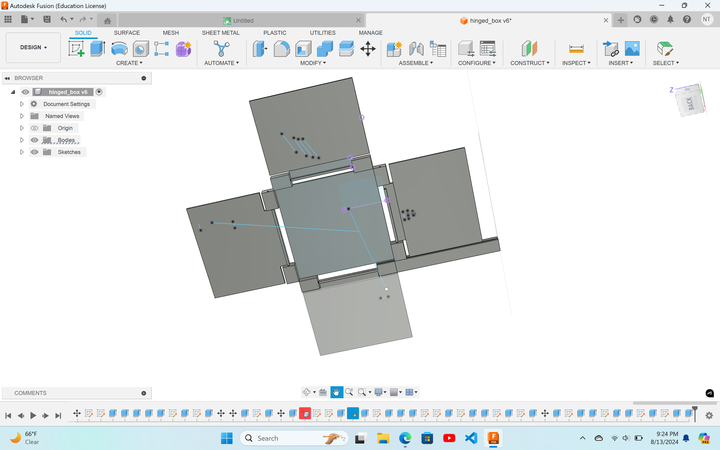 Autodesk Fusion (Education License)
Untitled
hinged_box v6*
NT
DESIGN
SOLID SURFACE MESH SHEET METAL PLASTIC UTILITIES MANAGE
CREATE AUTOMATE MODIFY ASSEMBLE CONFIGURE CONSTRUCT INSPECT INSERT SELECT
BROWSER
hinged_box v6
Document Settings
Named Views
Origin
Bodies
Sketches
Z
BACK
COMMENTS
66°F
Clear
Search
9:24 PM
8/13/2024